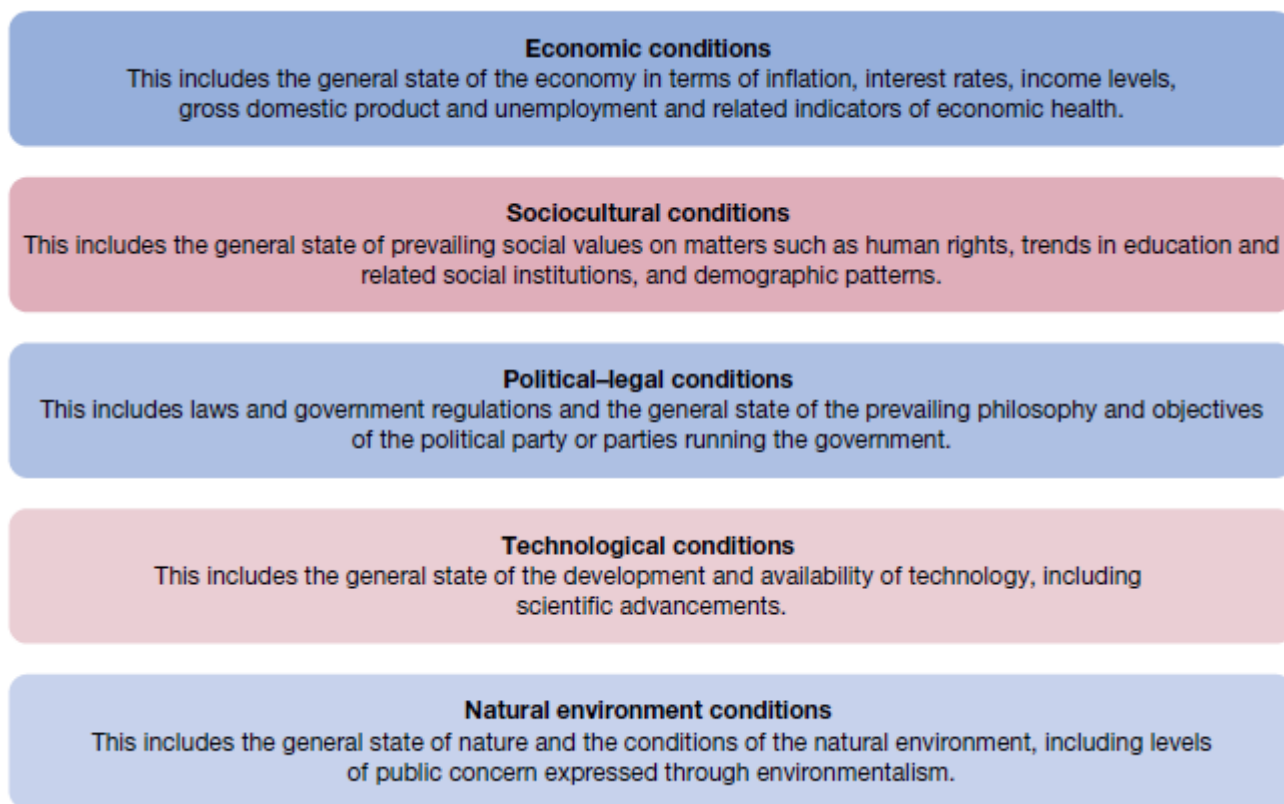 Economic conditions
This includes the general state of the economy in terms of inflation, interest rates, income levels,
gross domestic product and unemployment and related indicators of economic health.
Sociocultural conditions
This includes the general state of prevailing social values on matters such as human rights, trends in education and
related social institutions, and demographic patterns.
Political–legal conditions
This includes laws and government regulations and the general state of the prevailing philosophy and objectives
of the political party or parties running the government.
Technological conditions
This includes the general state of the development and availability of technology, including
scientific advancements.
Natural environment conditions
This includes the general state of nature and the conditions of the natural environment, including levels
of public concern expressed through environmentalism.